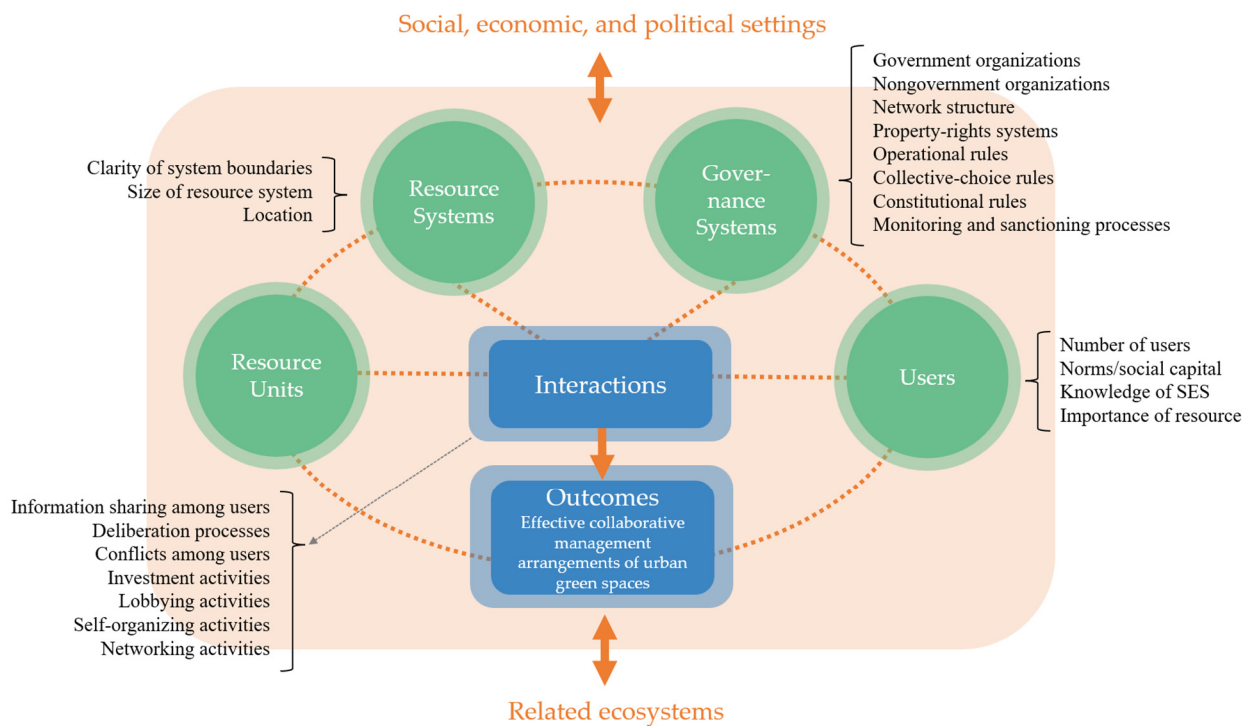 Social, economic, and political settings
Government organizations
Nongovernment organizations
Network structure
Property-rights systems
Operational rules
Collective-choice rules
Constitutional rules
Monitoring and sanctioning processes
Clarity of system boundaries
Size of resource system
Location
Resource
Systems
Gover-
nance
Systems
Resource
Units
Interactions
Users
Number of users
Norms/social capital
Knowledge of SES
Importance of resource
Outcomes
Effective collaborative
management
arrangements of urban
green spaces
Information sharing among users
Deliberation processes
Conflicts among users
Investment activities
Lobbying activities
Self-organizing activities
Networking activities
Related ecosystems